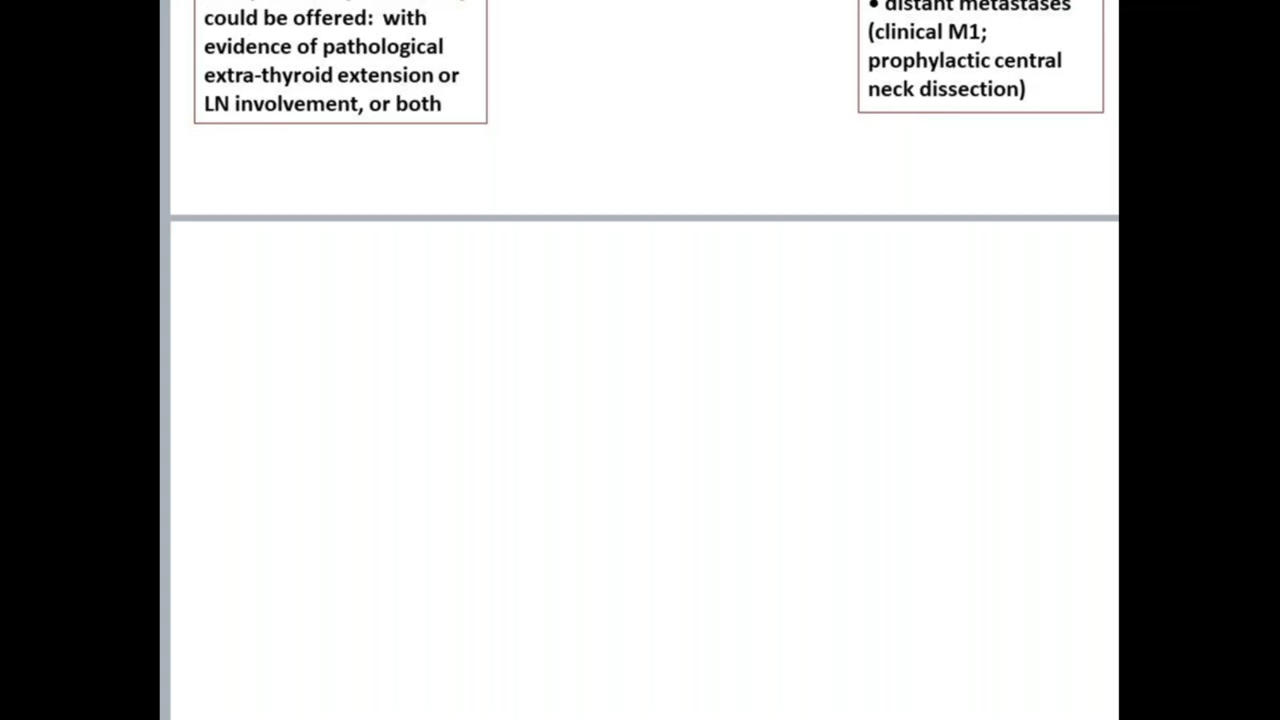 could be offered:  with
evidence of pathological
extra-thyroid extension or
LN involvement, or both
• distant metastases
(clinical M1;
prophylactic central
neck dissection)